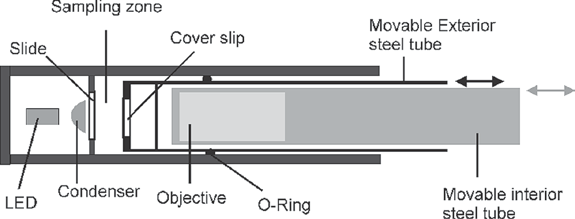 Sampling zone
Slide
Cover slip
Movable Exterior
steel tube
LED
Condenser
Objective
O-Ring
Movable interior
steel tube